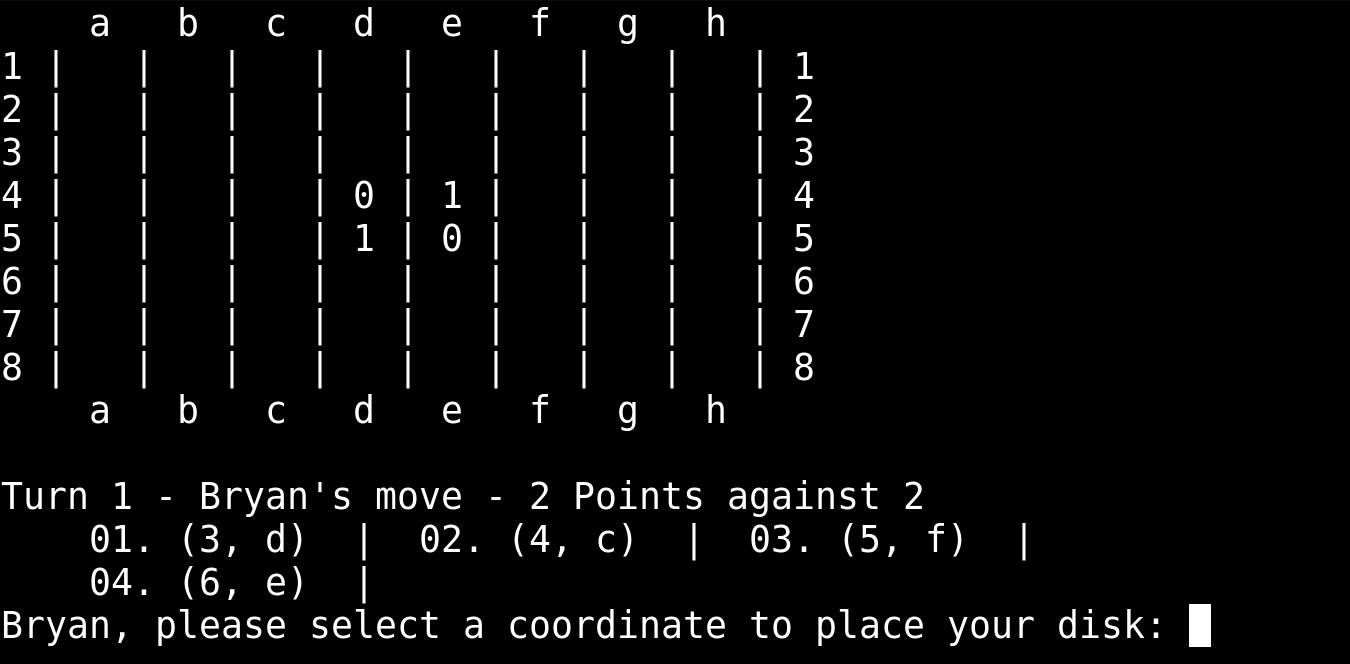 a   b   c   d   e   f   g   h
1 |   |   |   |   |   |   |   |   | 1
2 |   |   |   |   |   |   |   |   | 2
3 |   |   |   |   |   |   |   |   | 3
4 |   |   |   | 0 | 1 |   |   |   | 4
5 |   |   |   | 1 | 0 |   |   |   | 5
6 |   |   |   |   |   |   |   |   | 6
7 |   |   |   |   |   |   |   |   | 7
8 |   |   |   |   |   |   |   |   | 8
    a   b   c   d   e   f   g   h
Turn 1 - Bryan's move - 2 Points against 2
    01. (3, d)  |  02. (4, c)  |  03. (5, f)  |
    04. (6, e)  |
Bryan, please select a coordinate to place your disk: